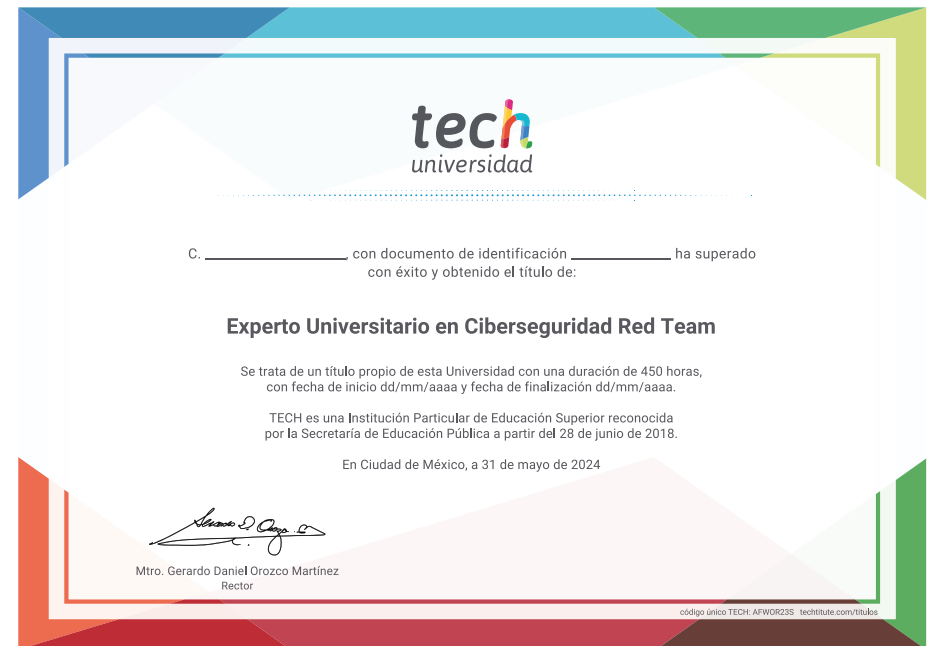 tech
universidad
C. ____________, con documento de identificación ____________ ha superado
con éxito y obtenido el título de:
Experto Universitario en Ciberseguridad Red Team
Se trata de un título propio de esta Universidad con una duración de 450 horas,
con fecha de inicio dd/mm/aaaa y fecha de finalización dd/mm/aaaa.
TECH es una Institución Particular de Educación Superior reconocida
por la Secretaría de Educación Pública a partir del 28 de junio de 2018.
En Ciudad de México, a 31 de mayo de 2024
Mtro. Gerardo Daniel Orozco Martínez
Rector
código único TECH: AFWOR23S techtitute.com/titulos